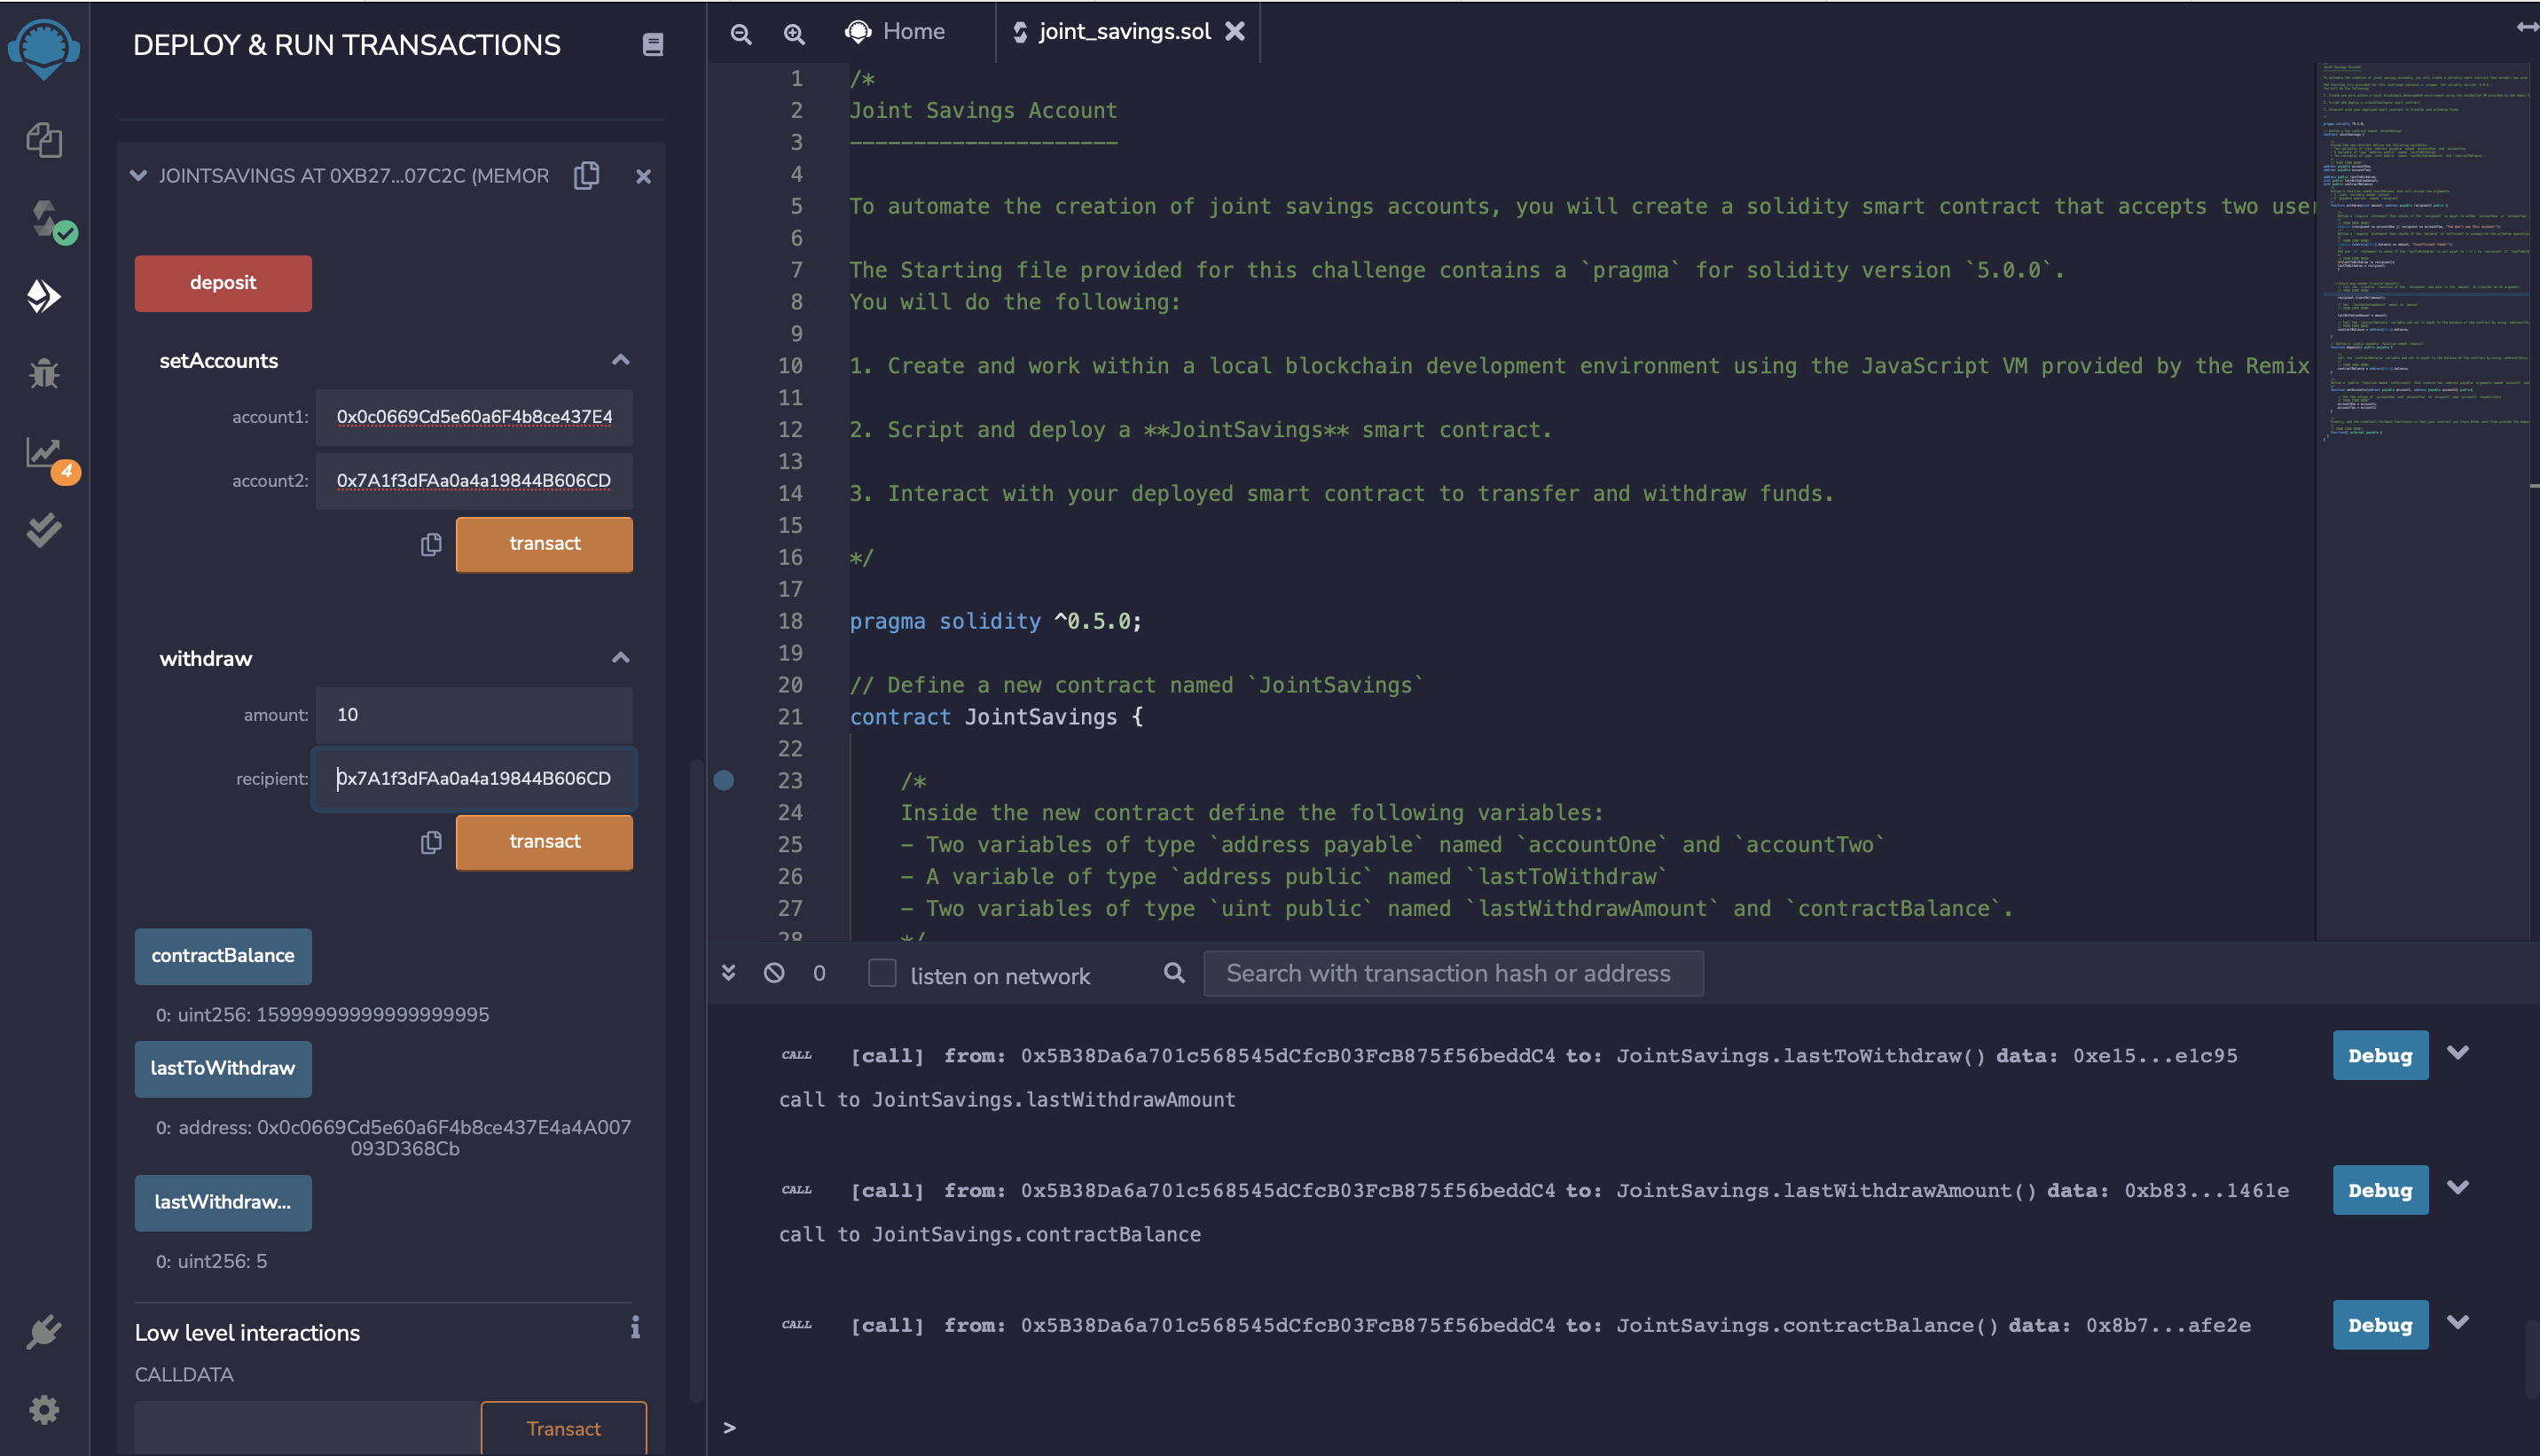 DEPLOY & RUN TRANSACTIONS
JOINTSAVINGS AT 0XB27...07C2C (MEMOR
deposit
setAccounts
account1: 0x0c0669Cd5e60a6F4b8ce437E4
account2: 0x7A1f3dFAa0a4a19844B606CD
transact
withdraw
amount: 10
recipient: 0x7A1f3dFAa0a4a19844B606CD
transact
contractBalance
0: uint256: 15999999999999999995
lastToWithdraw
0: address: 0x0c0669Cd5e60a6F4b8ce437E4a4A007
093D368Cb
lastWithdraw...
0: uint256: 5
Low level interactions
CALLDATA
Transact
4
Home
joint_savings.sol
1 /*
2 Joint Savings Account
3 ---------------------
4
5 To automate the creation of joint savings accounts, you will create a solidity smart contract that accepts two user
6
7 The Starting file provided for this challenge contains a `pragma` for solidity version `5.0.0`.
8 You will do the following:
9
10 1. Create and work within a local blockchain development environment using the JavaScript VM provided by the Remix
11
12 2. Script and deploy a **JointSavings** smart contract.
13
14 3. Interact with your deployed smart contract to transfer and withdraw funds.
15
16 */
17
18 pragma solidity ^0.5.0;
19
20 // Define a new contract named `JointSavings`
21 contract JointSavings {
22
23 /*
24 Inside the new contract define the following variables:
25 - Two variables of type `address payable` named `accountOne` and `accountTwo`
26 - A variable of type `address public` named `lastToWithdraw`
27 - Two variables of type `uint public` named `lastWithdrawAmount` and `contractBalance`.
28 */
0 listen on network Search with transaction hash or address
CALL [call] from: 0x5B38Da6a701c568545dCfcB03FcB875f56beddC4 to: JointSavings.lastToWithdraw() data: 0xe15...e1c95 Debug
call to JointSavings.lastWithdrawAmount
CALL [call] from: 0x5B38Da6a701c568545dCfcB03FcB875f56beddC4 to: JointSavings.lastWithdrawAmount() data: 0xb83...1461e Debug
call to JointSavings.contractBalance
CALL [call] from: 0x5B38Da6a701c568545dCfcB03FcB875f56beddC4 to: JointSavings.contractBalance() data: 0x8b7...afe2e Debug
>